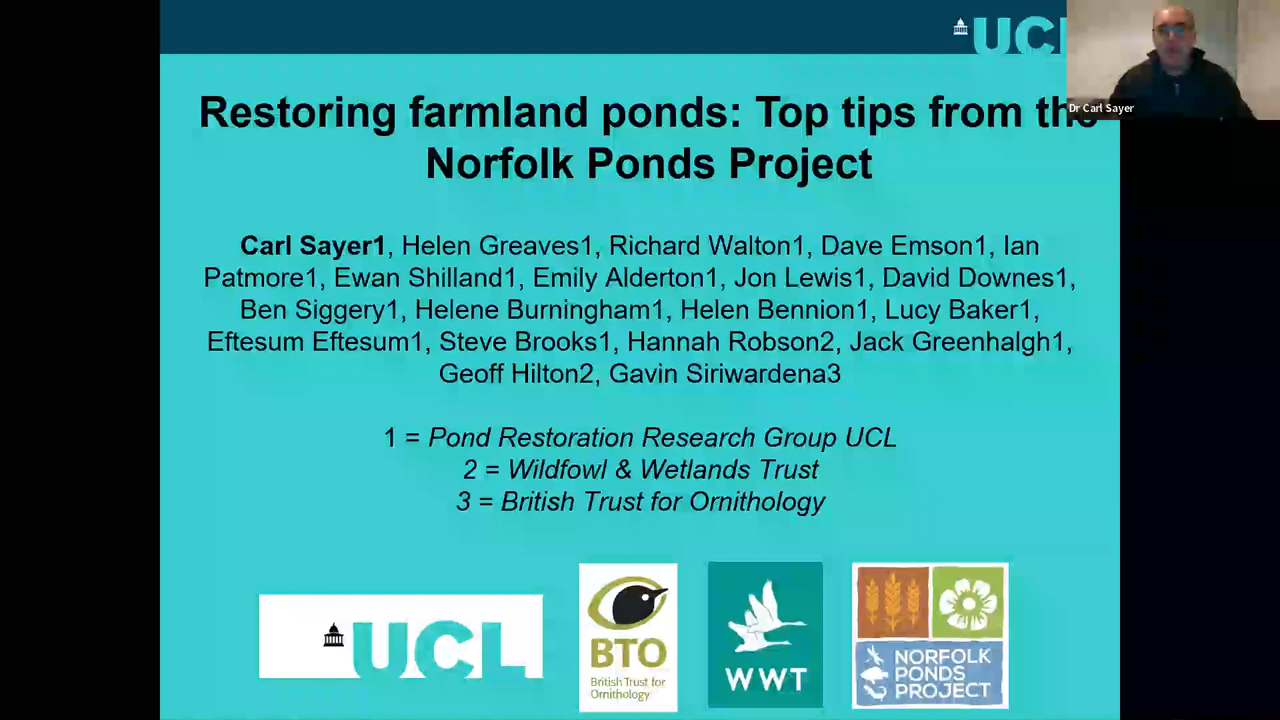 UCL
Dr Carl Sayer
Restoring farmland ponds: Top tips from the
Norfolk Ponds Project
Carl Sayer1, Helen Greaves1, Richard Walton1, Dave Emson1, Ian
Patmore1, Ewan Shilland1, Emily Alderton1, Jon Lewis1, David Downes1,
Ben Siggery1, Helene Burningham1, Helen Bennion1, Lucy Baker1,
Eftesum Eftesum1, Steve Brooks1, Hannah Robson2, Jack Greenhalgh1,
Geoff Hilton2, Gavin Siriwardena3
1 = Pond Restoration Research Group UCL
2 = Wildfowl & Wetlands Trust
3 = British Trust for Ornithology
UCL
BTO
British Trust for
Ornithology
WWT
NORFOLK
PONDS
PROJECT